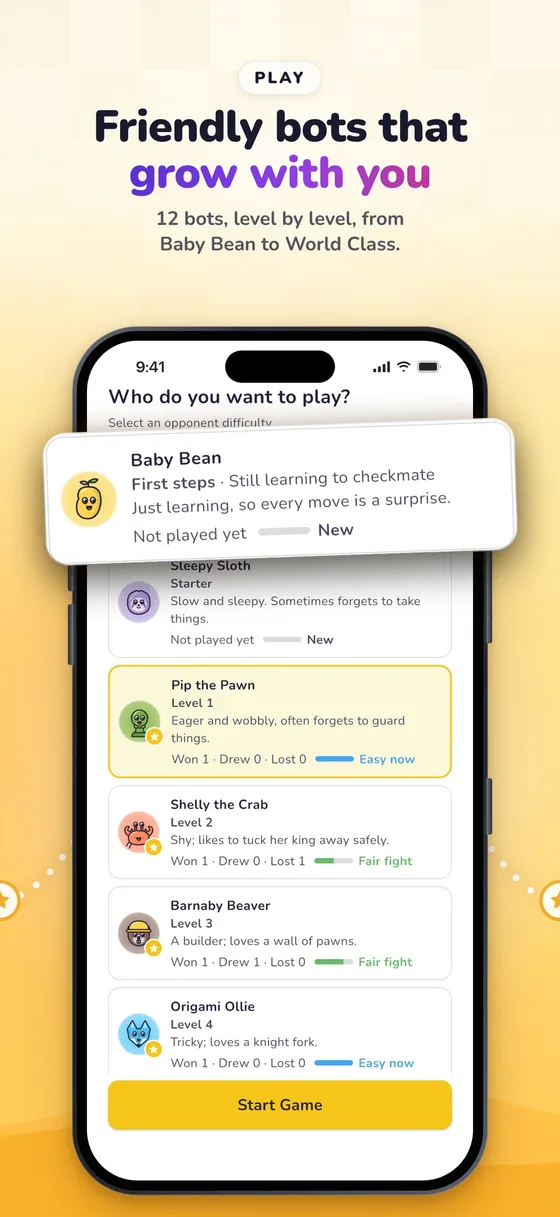 PLAY
Friendly bots that
grow with you
12 bots, level by level, from
Baby Bean to World Class.
9:41
Who do you want to play?
Select an opponent difficulty
Baby Bean
First steps · Still learning to checkmate
Just learning, so every move is a surprise.
Not played yet New
Sleepy Sloth
Starter
Slow and sleepy. Sometimes forgets to take
things.
Not played yet New
Pip the Pawn
Level 1
Eager and wobbly, often forgets to guard
things.
Won 1 · Drew 0 · Lost 0 Easy now
Shelly the Crab
Level 2
Shy; likes to tuck her king away safely.
Won 1 · Drew 0 · Lost 1 Fair fight
Barnaby Beaver
Level 3
A builder; loves a wall of pawns.
Won 1 · Drew 1 · Lost 0 Fair fight
Origami Ollie
Level 4
Tricky; loves a knight fork.
Won 1 · Drew 0 · Lost 0 Easy now
Start Game